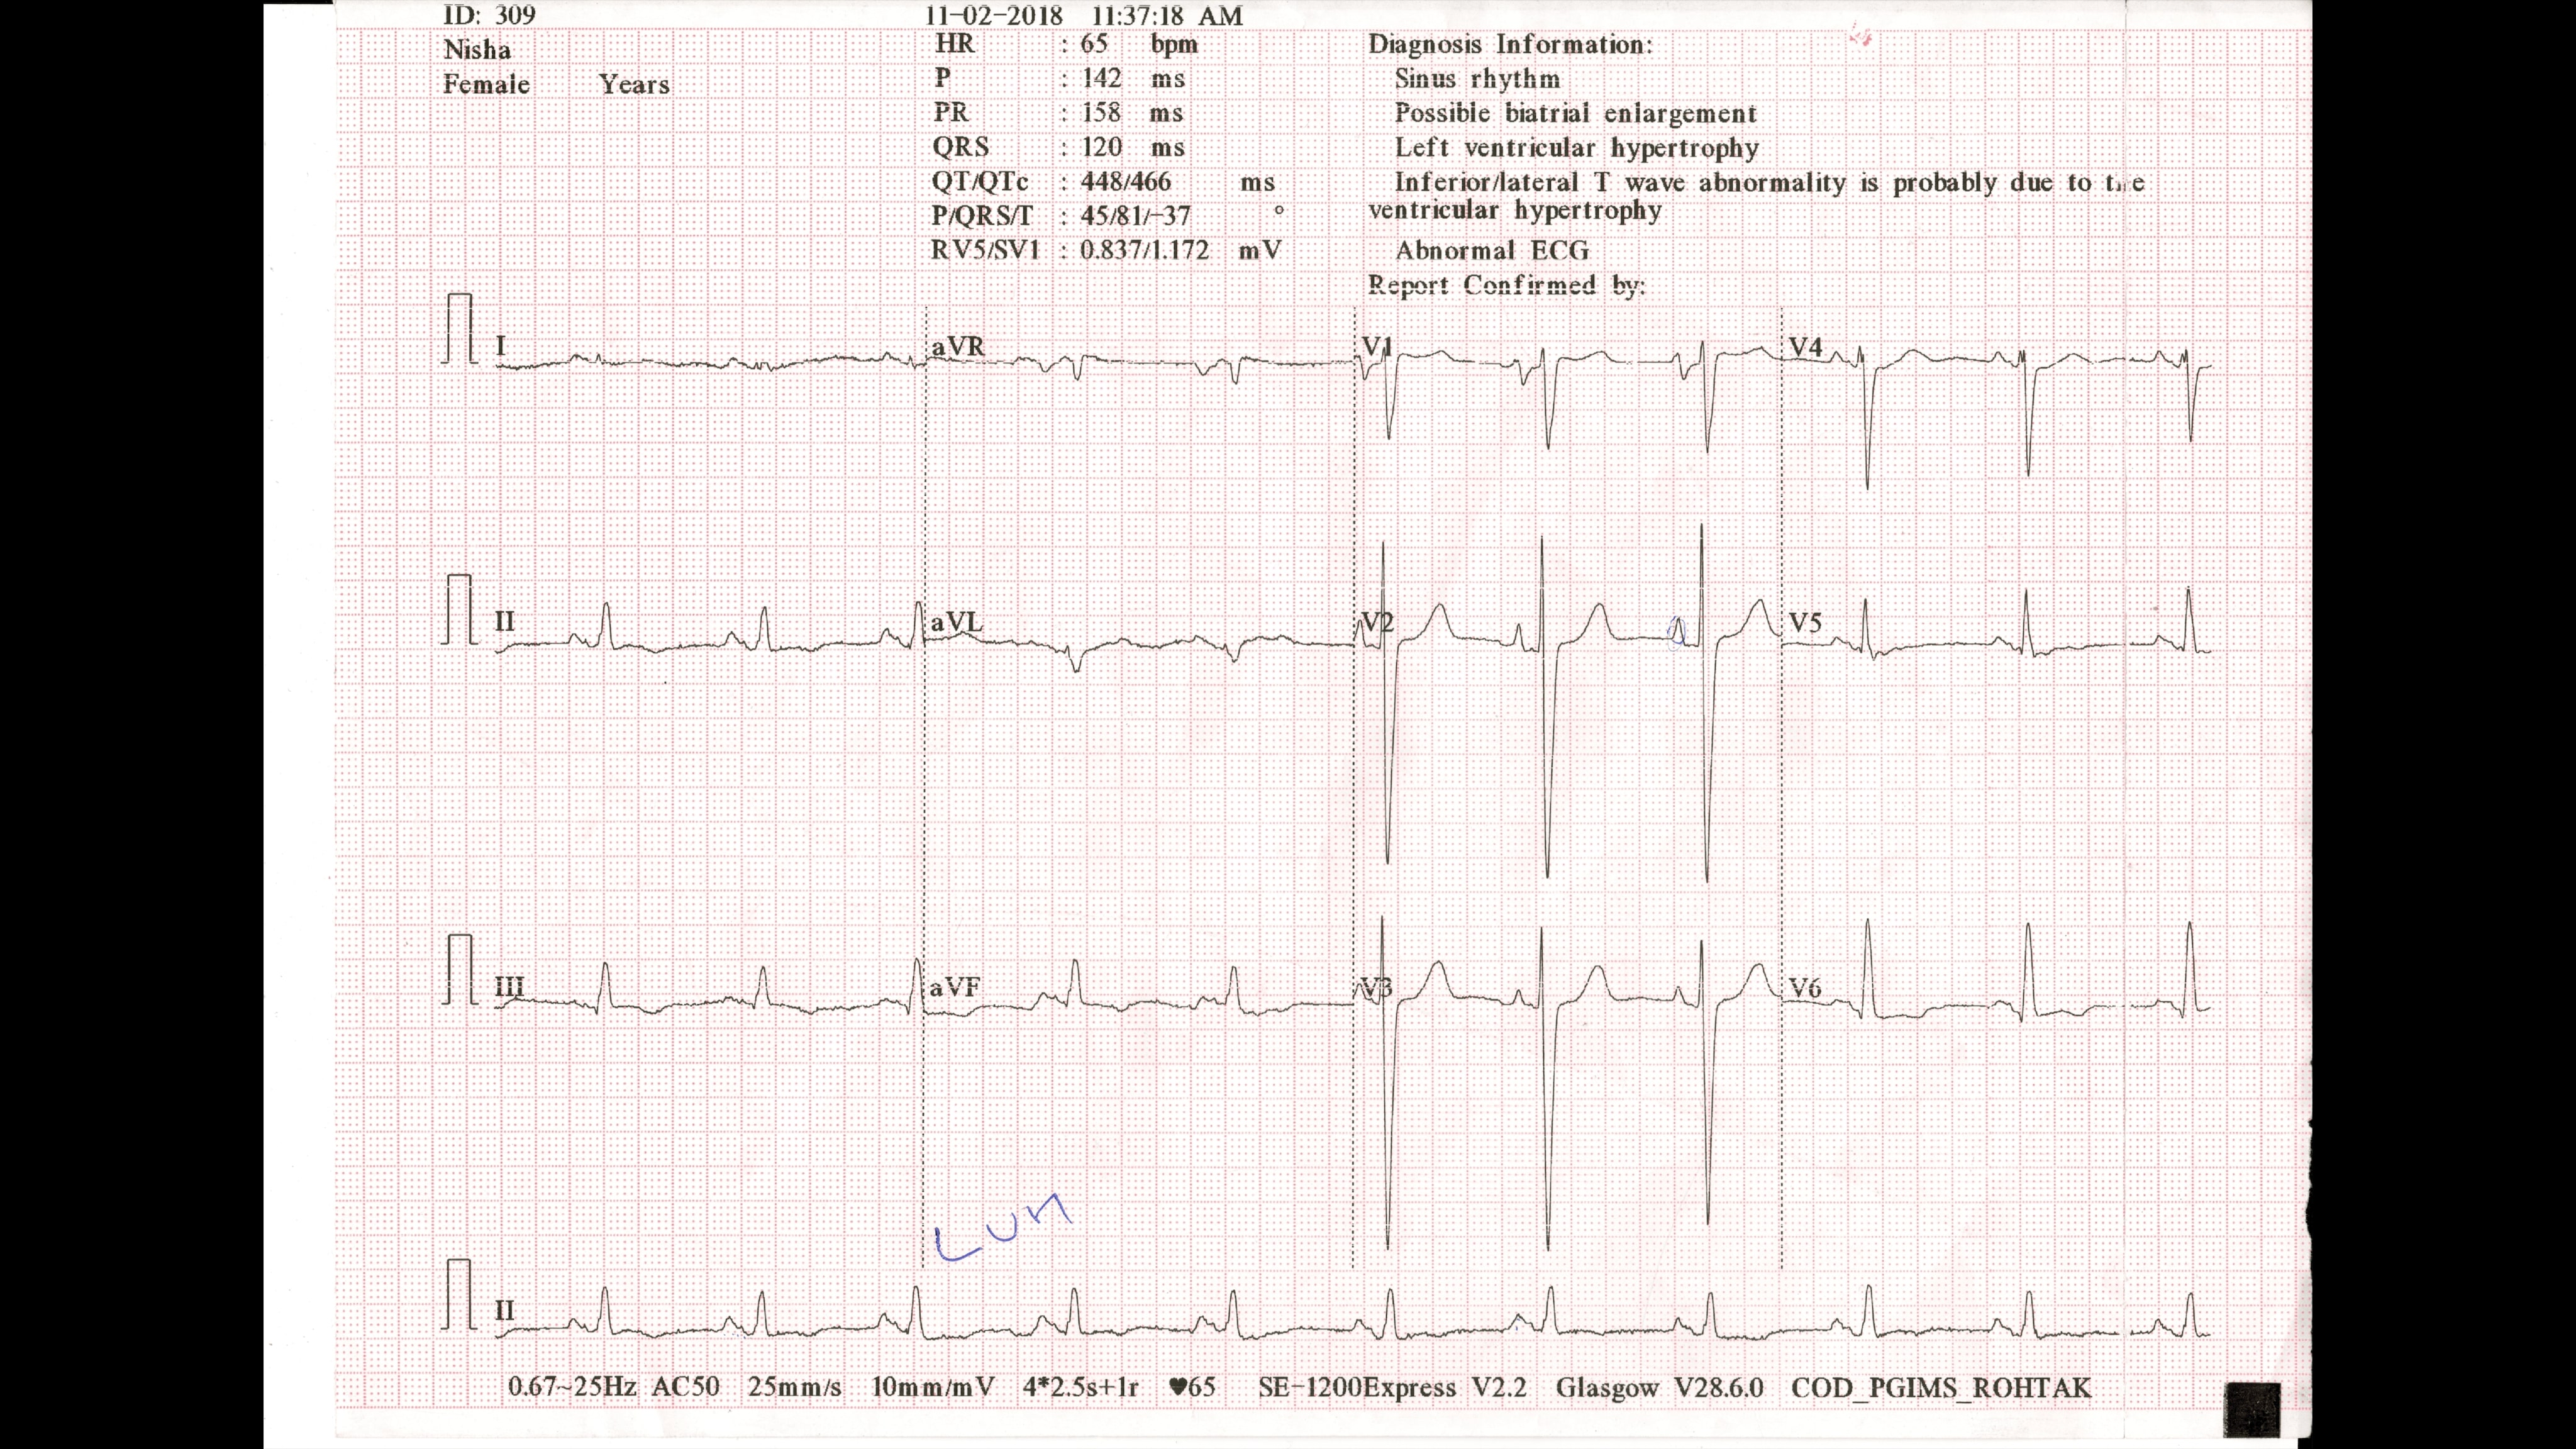 ID: 309
11-02-2018 11:37:18 AM
Nisha
Female Years
HR : 65 bpm
P : 142 ms
PR : 158 ms
QRS : 120 ms
QT/QTc : 448/466 ms
P/QRS/T : 45/81/-37 °
RV5/SV1 : 0.837/1.172 mV
Diagnosis Information:
Sinus rhythm
Possible biatrial enlargement
Left ventricular hypertrophy
Inferior/lateral T wave abnormality is probably due to the
ventricular hypertrophy
Abnormal ECG
Report Confirmed by:
I aVR V1 V4
II aVL V2 V5
III aVF V3 V6
II
0.67~25Hz AC50 25mm/s 10mm/mV 4*2.5s+1r ♥65 SE-1200Express V2.2 Glasgow V28.6.0 COD_PGIMS_ROHTAK